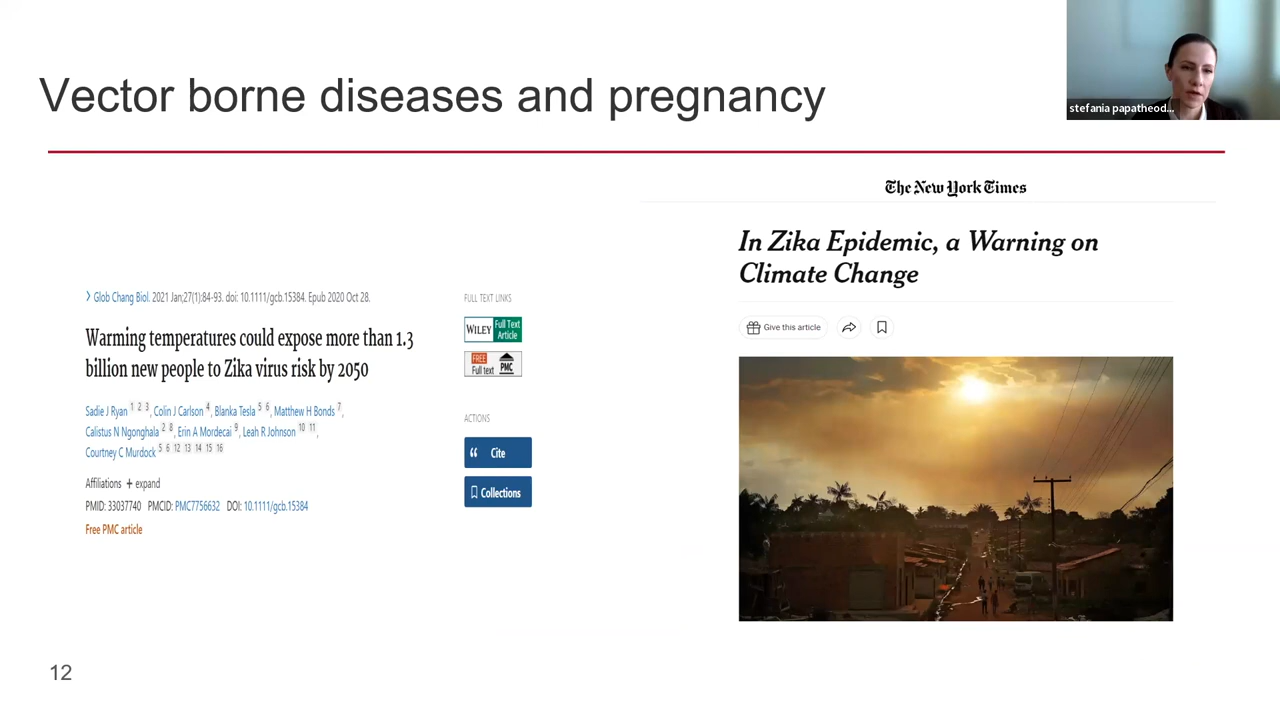 Vector borne diseases and pregnancy
stefania papatheod...
The New York Times
In Zika Epidemic, a Warning on
Climate Change
Give this article
Glob Chang Biol. 2021 Jan;27(1):84-93. doi: 10.1111/gcb.15384. Epub 2020 Oct 28.
Warming temperatures could expose more than 1.3
billion new people to Zika virus risk by 2050
Sadie J Ryan 1 2 3, Colin J Carlson 4, Blanka Tesla 5 6, Matthew H Bonds 7,
Calistus N Ngonghala 2 8, Erin A Mordecai 9, Leah R Johnson 10 11,
Courtney C Murdock 5 6 12 13 14 15 16
Affiliations + expand
PMID: 33037740 PMCID: PMC7756632 DOI: 10.1111/gcb.15384
Free PMC article
FULL TEXT LINKS
WILEY Full Text
Article
FREE
Full text PMC
ACTIONS
Cite
Collections
12